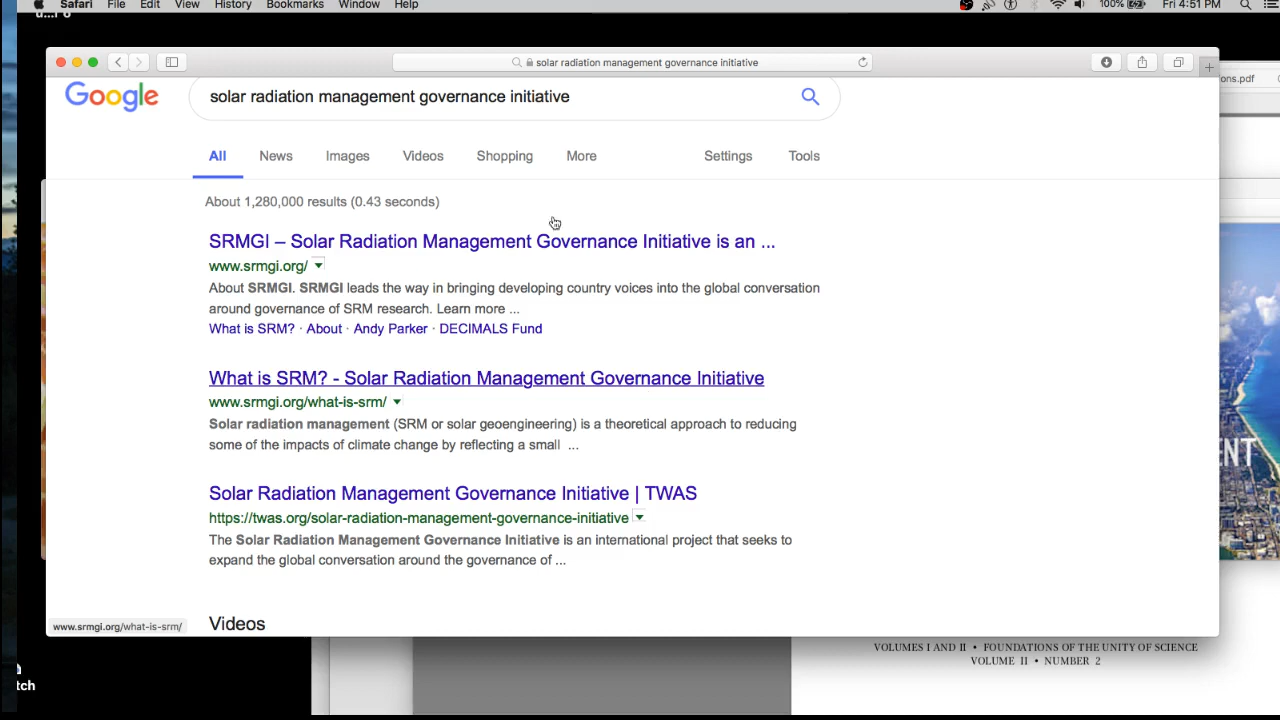 Safari File Edit View History Bookmarks Window Help 100% Fri 4:51 PM
solar radiation management governance initiative
ons.pdf
Google solar radiation management governance initiative
All News Images Videos Shopping More Settings Tools
About 1,280,000 results (0.43 seconds)
SRMGI – Solar Radiation Management Governance Initiative is an ...
www.srmgi.org/
About SRMGI. SRMGI leads the way in bringing developing country voices into the global conversation
around governance of SRM research. Learn more ...
What is SRM? · About · Andy Parker · DECIMALS Fund
What is SRM? - Solar Radiation Management Governance Initiative
www.srmgi.org/what-is-srm/
Solar radiation management (SRM or solar geoengineering) is a theoretical approach to reducing
some of the impacts of climate change by reflecting a small ...
Solar Radiation Management Governance Initiative | TWAS
https://twas.org/solar-radiation-management-governance-initiative
The Solar Radiation Management Governance Initiative is an international project that seeks to
expand the global conversation around the governance of ...
Videos
www.srmgi.org/what-is-srm/
ENT
VOLUMES I AND II • FOUNDATIONS OF THE UNITY OF SCIENCE
VOLUME II • NUMBER 2
tch